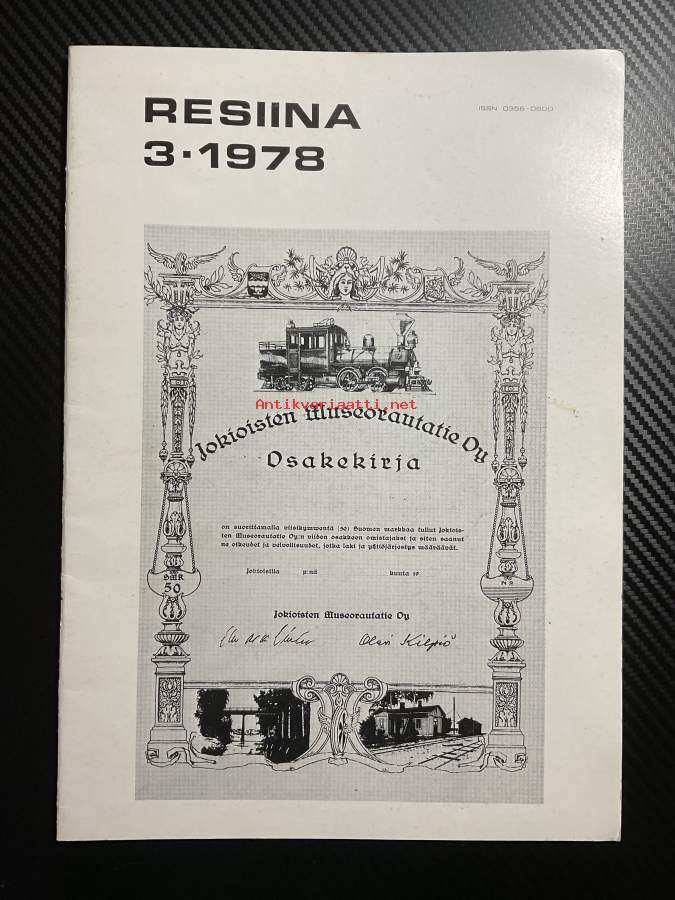 RESIINA
ISSN 0356-0600
3·1978
Antikvariaatti.net
Jokioisten Museorautatie Oy
Osakekirja
on suorittamalla viisikymmentä (50) Suomen markkaa tullut Jokiois-
ten Museorautatie Oy:n viiden osakkeen omistajaksi ja siten saanut
ne oikeudet ja velvollisuudet, jotka laki ja yhtiöjärjestys määräävät.
Jokioisilla p:nä kuuta 19
SMK
50
Jokioisten Museorautatie Oy
Olavi Kilpiö